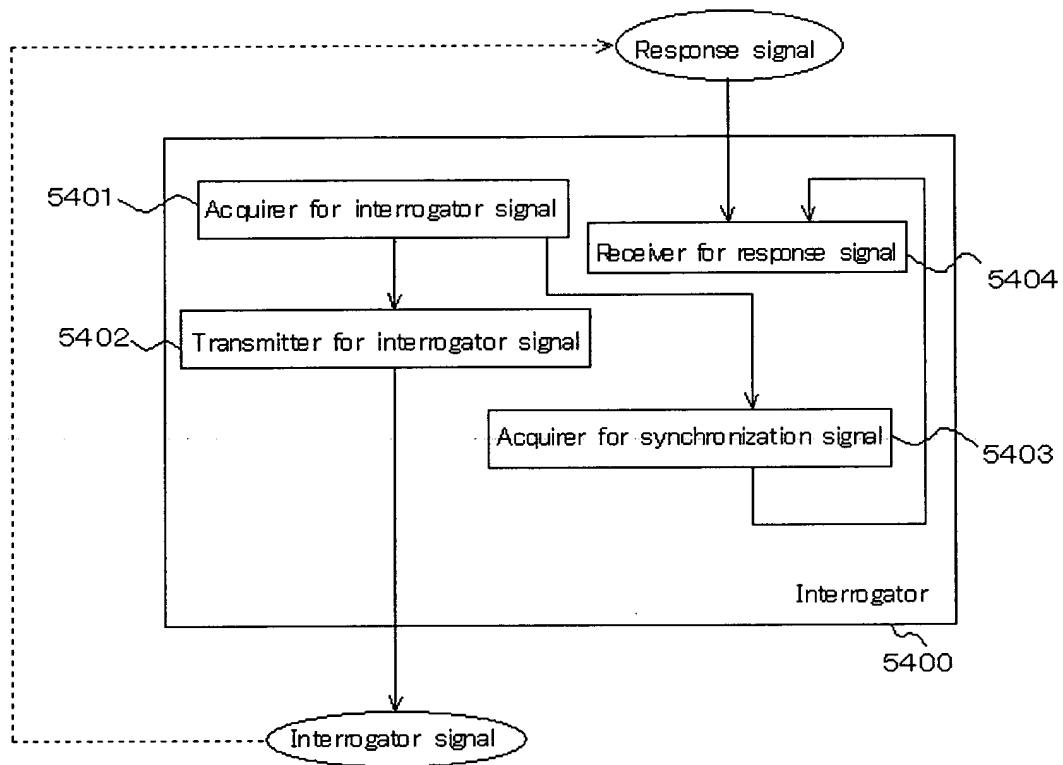 Response signal
5401
Acquirer for interrogator signal
Receiver for response signal
5404
5402
Transmitter for interrogator signal
Acquirer for synchronization signal
5403
Interrogator
5400
Interrogator signal